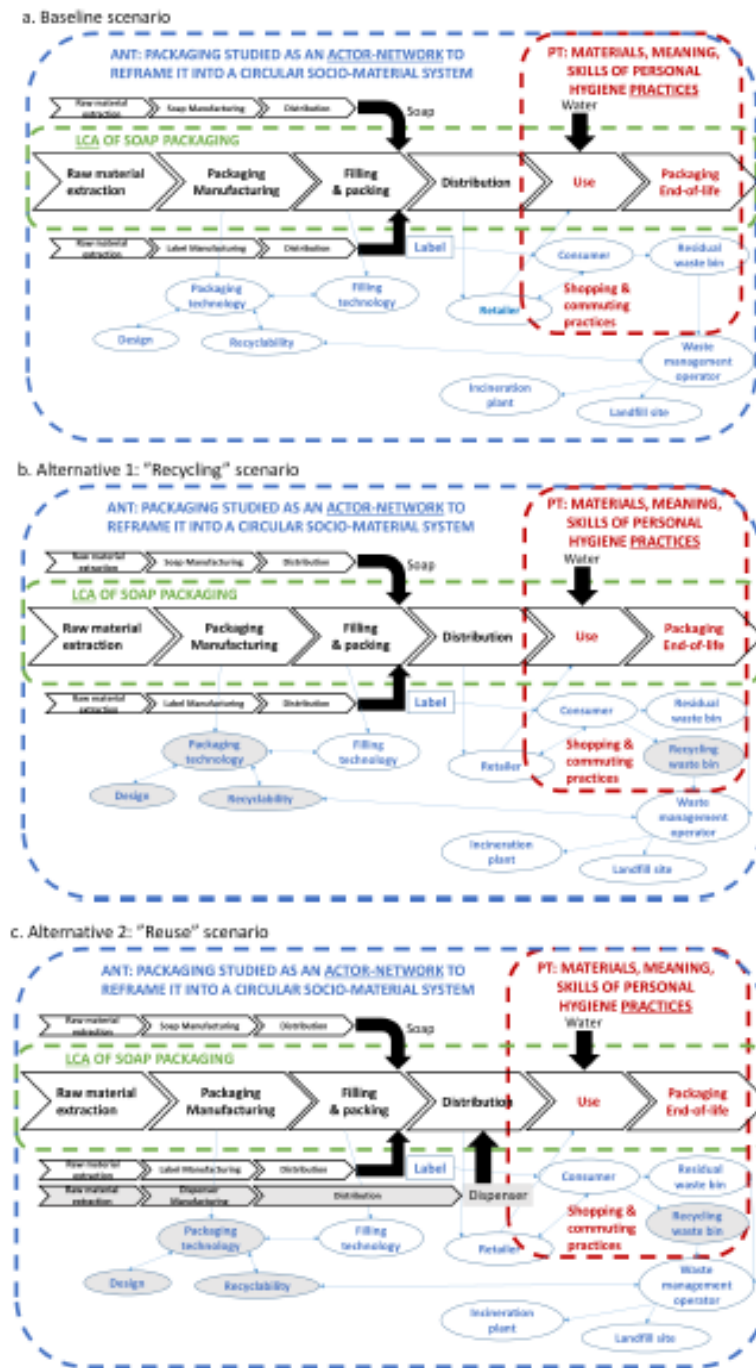 a. Baseline scenario
ANT: PACKAGING STUDIED AS AN ACTOR-NETWORK TO
REFRAME IT INTO A CIRCULAR SOCIO-MATERIAL SYSTEM
PT: MATERIALS, MEANING,
SKILLS OF PERSONAL
HYGIENE PRACTICES
Water
Raw material
extraction
Soap Manufacturing
Distribution
Soap
LCA OF SOAP PACKAGING
Raw material
extraction
Packaging
Manufacturing
Filling
& packing
Distribution
Use
Packaging
End-of-life
Raw material
extraction
Label Manufacturing
Distribution
Label
Consumer
Residual
waste bin
Packaging
technology
Filling
technology
Retailer
Shopping &
commuting
practices
Design
Recyclability
Waste
management
operator
Incineration
plant
Landfill site
b. Alternative 1: "Recycling" scenario
ANT: PACKAGING STUDIED AS AN ACTOR-NETWORK TO
REFRAME IT INTO A CIRCULAR SOCIO-MATERIAL SYSTEM
PT: MATERIALS, MEANING,
SKILLS OF PERSONAL
HYGIENE PRACTICES
Water
Raw material
extraction
Soap Manufacturing
Distribution
Soap
LCA OF SOAP PACKAGING
Raw material
extraction
Packaging
Manufacturing
Filling
& packing
Distribution
Use
Packaging
End-of-life
Raw material
extraction
Label Manufacturing
Distribution
Label
Consumer
Residual
waste bin
Packaging
technology
Filling
technology
Retailer
Shopping &
commuting
practices
Recycling
waste bin
Design
Recyclability
Waste
management
operator
Incineration
plant
Landfill site
c. Alternative 2: "Reuse" scenario
ANT: PACKAGING STUDIED AS AN ACTOR-NETWORK TO
REFRAME IT INTO A CIRCULAR SOCIO-MATERIAL SYSTEM
PT: MATERIALS, MEANING,
SKILLS OF PERSONAL
HYGIENE PRACTICES
Water
Raw material
extraction
Soap Manufacturing
Distribution
Soap
LCA OF SOAP PACKAGING
Raw material
extraction
Packaging
Manufacturing
Filling
& packing
Distribution
Use
Packaging
End-of-life
Raw material
extraction
Label Manufacturing
Distribution
Label
Consumer
Residual
waste bin
Raw material
extraction
Dispenser
Manufacturing
Distribution
Dispenser
Packaging
technology
Filling
technology
Retailer
Shopping &
commuting
practices
Recycling
waste bin
Design
Recyclability
Waste
management
operator
Incineration
plant
Landfill site